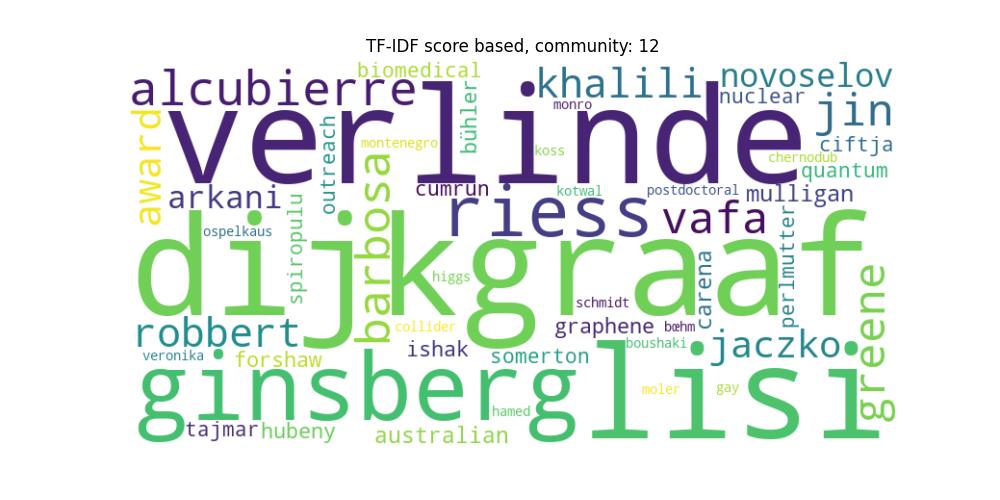 TF-IDF score based, community: 12
biomedical
alcubierre
khalili
novoselov
nuclear
monro
jin
verlinde
bühler
award
outreach
montenegro
koss
ciftja
chernodub
quantum
arkani
cumrun
kotwal
postdoctoral
mulligan
riess
vafa
barbosa
spiropulu
ospelkaus
perlmutter
dijkgraaf
higgs
carena
schmidt
greene
robbert
collider
graphene
bœhm
boushaki
jaczko
ishak
somerton
veronika
forshaw
ginsberg
lisi
moler
gay
hamed
tajmar
hubeny
australian